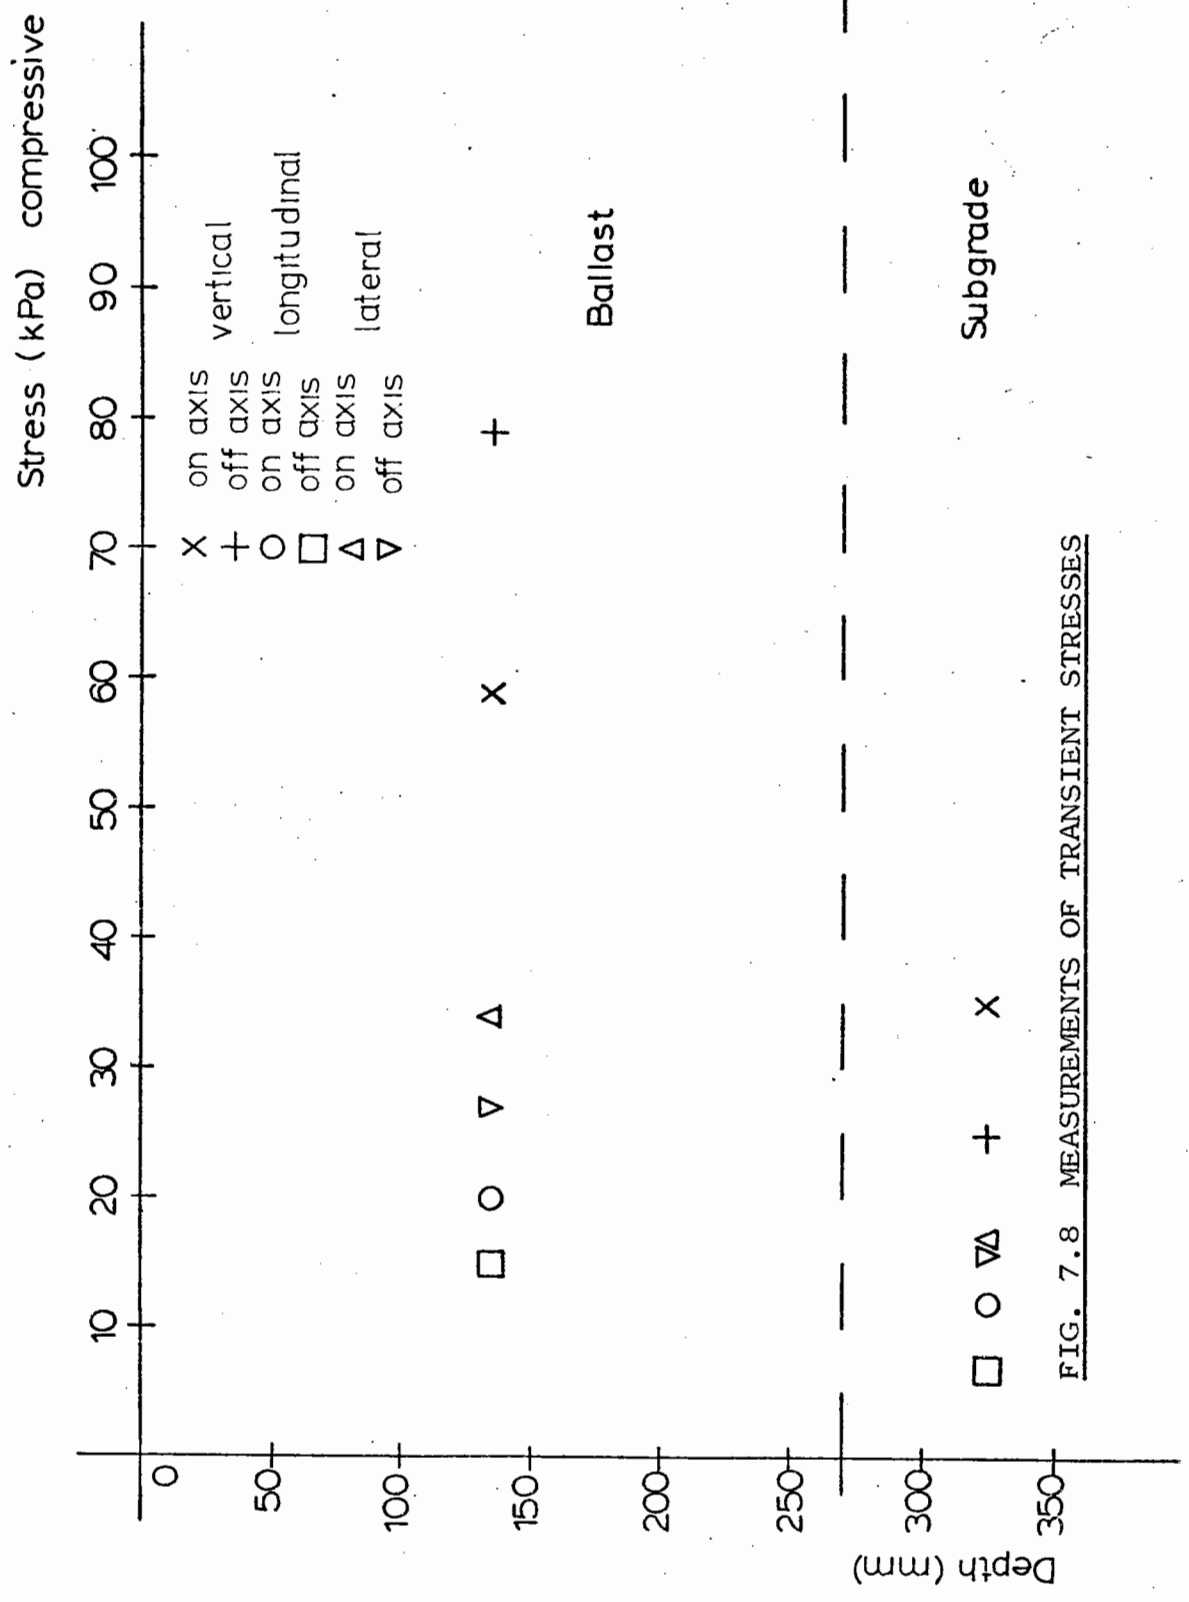 Stress (kPa) compressive
10 20 30 40 50 60 70 80 90 100
0
50
100
150
200
250
300
350
Depth (mm)
× on axis
+ off axis
vertical
○ on axis
□ off axis
longitudinal
△ on axis
▽ off axis
lateral
Ballast
Subgrade
FIG. 7.8 MEASUREMENTS OF TRANSIENT STRESSES